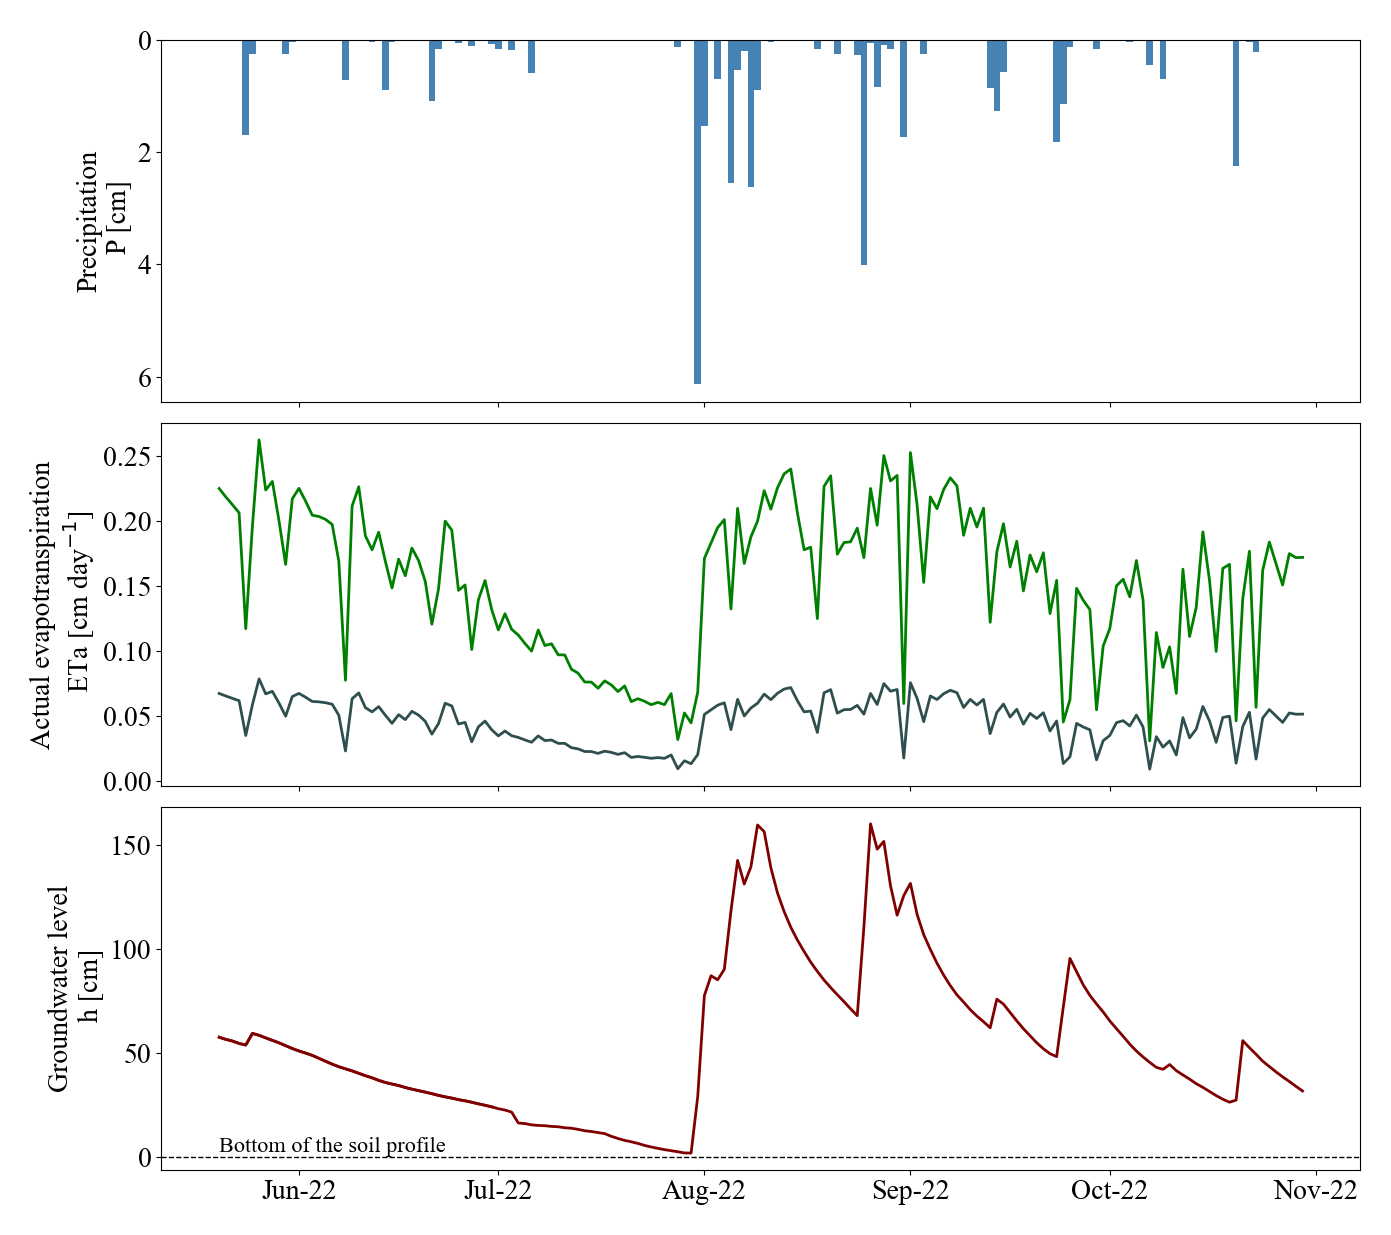 0
2
4
6
Precipitation
P [cm]
0.25
0.20
0.15
0.10
0.05
0.00
Actual evapotranspiration
ETa [cm day⁻¹]
150
100
50
0
Groundwater level
h [cm]
Bottom of the soil profile
Jun-22 Jul-22 Aug-22 Sep-22 Oct-22 Nov-22